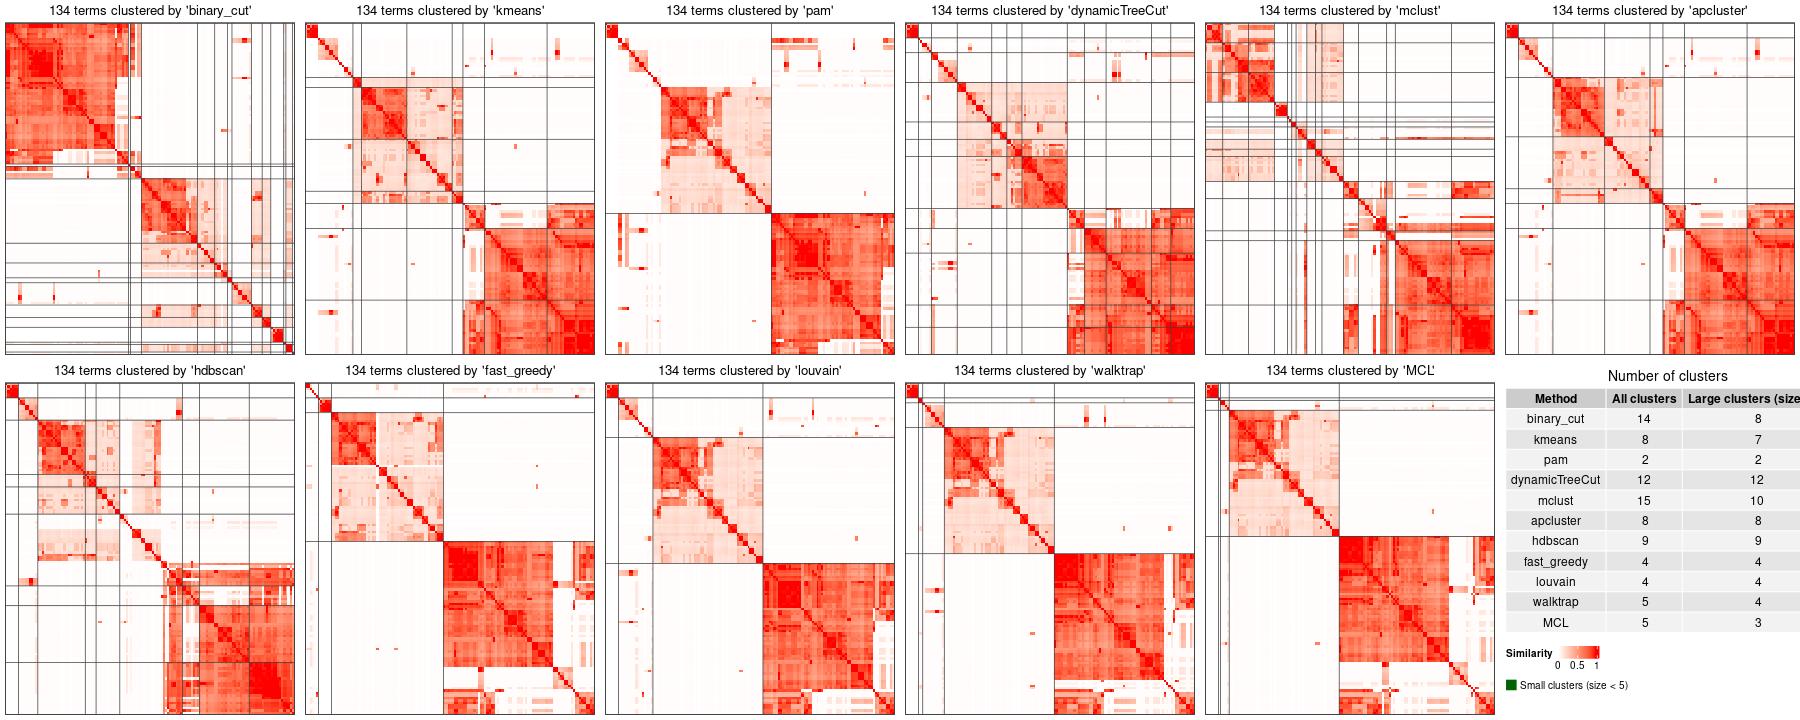 134 terms clustered by 'binary_cut'
134 terms clustered by 'kmeans'
134 terms clustered by 'pam'
134 terms clustered by 'dynamicTreeCut'
134 terms clustered by 'mclust'
134 terms clustered by 'apcluster'
134 terms clustered by 'hdbscan'
134 terms clustered by 'fast_greedy'
134 terms clustered by 'louvain'
134 terms clustered by 'walktrap'
134 terms clustered by 'MCL'
Number of clusters
Method All clusters Large clusters (size
binary_cut 14 8
kmeans 8 7
pam 2 2
dynamicTreeCut 12 12
mclust 15 10
apcluster 8 8
hdbscan 9 9
fast_greedy 4 4
louvain 4 4
walktrap 5 4
MCL 5 3
Similarity
0 0.5 1
Small clusters (size < 5)